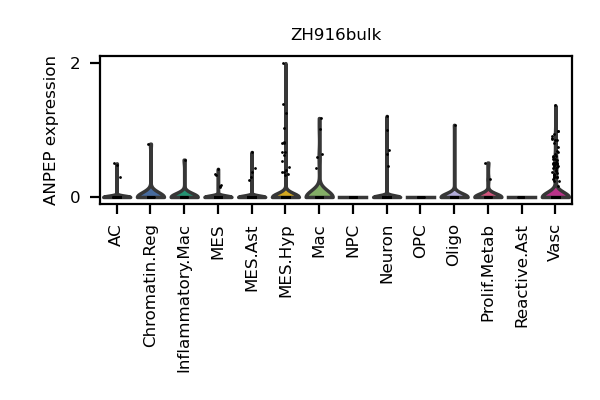 ZH916bulk
ANPEP expression
2
0
AC
Chromatin.Reg
Inflammatory.Mac
MES
MES.Ast
MES.Hyp
Mac
NPC
Neuron
OPC
Oligo
Prolif.Metab
Reactive.Ast
Vasc